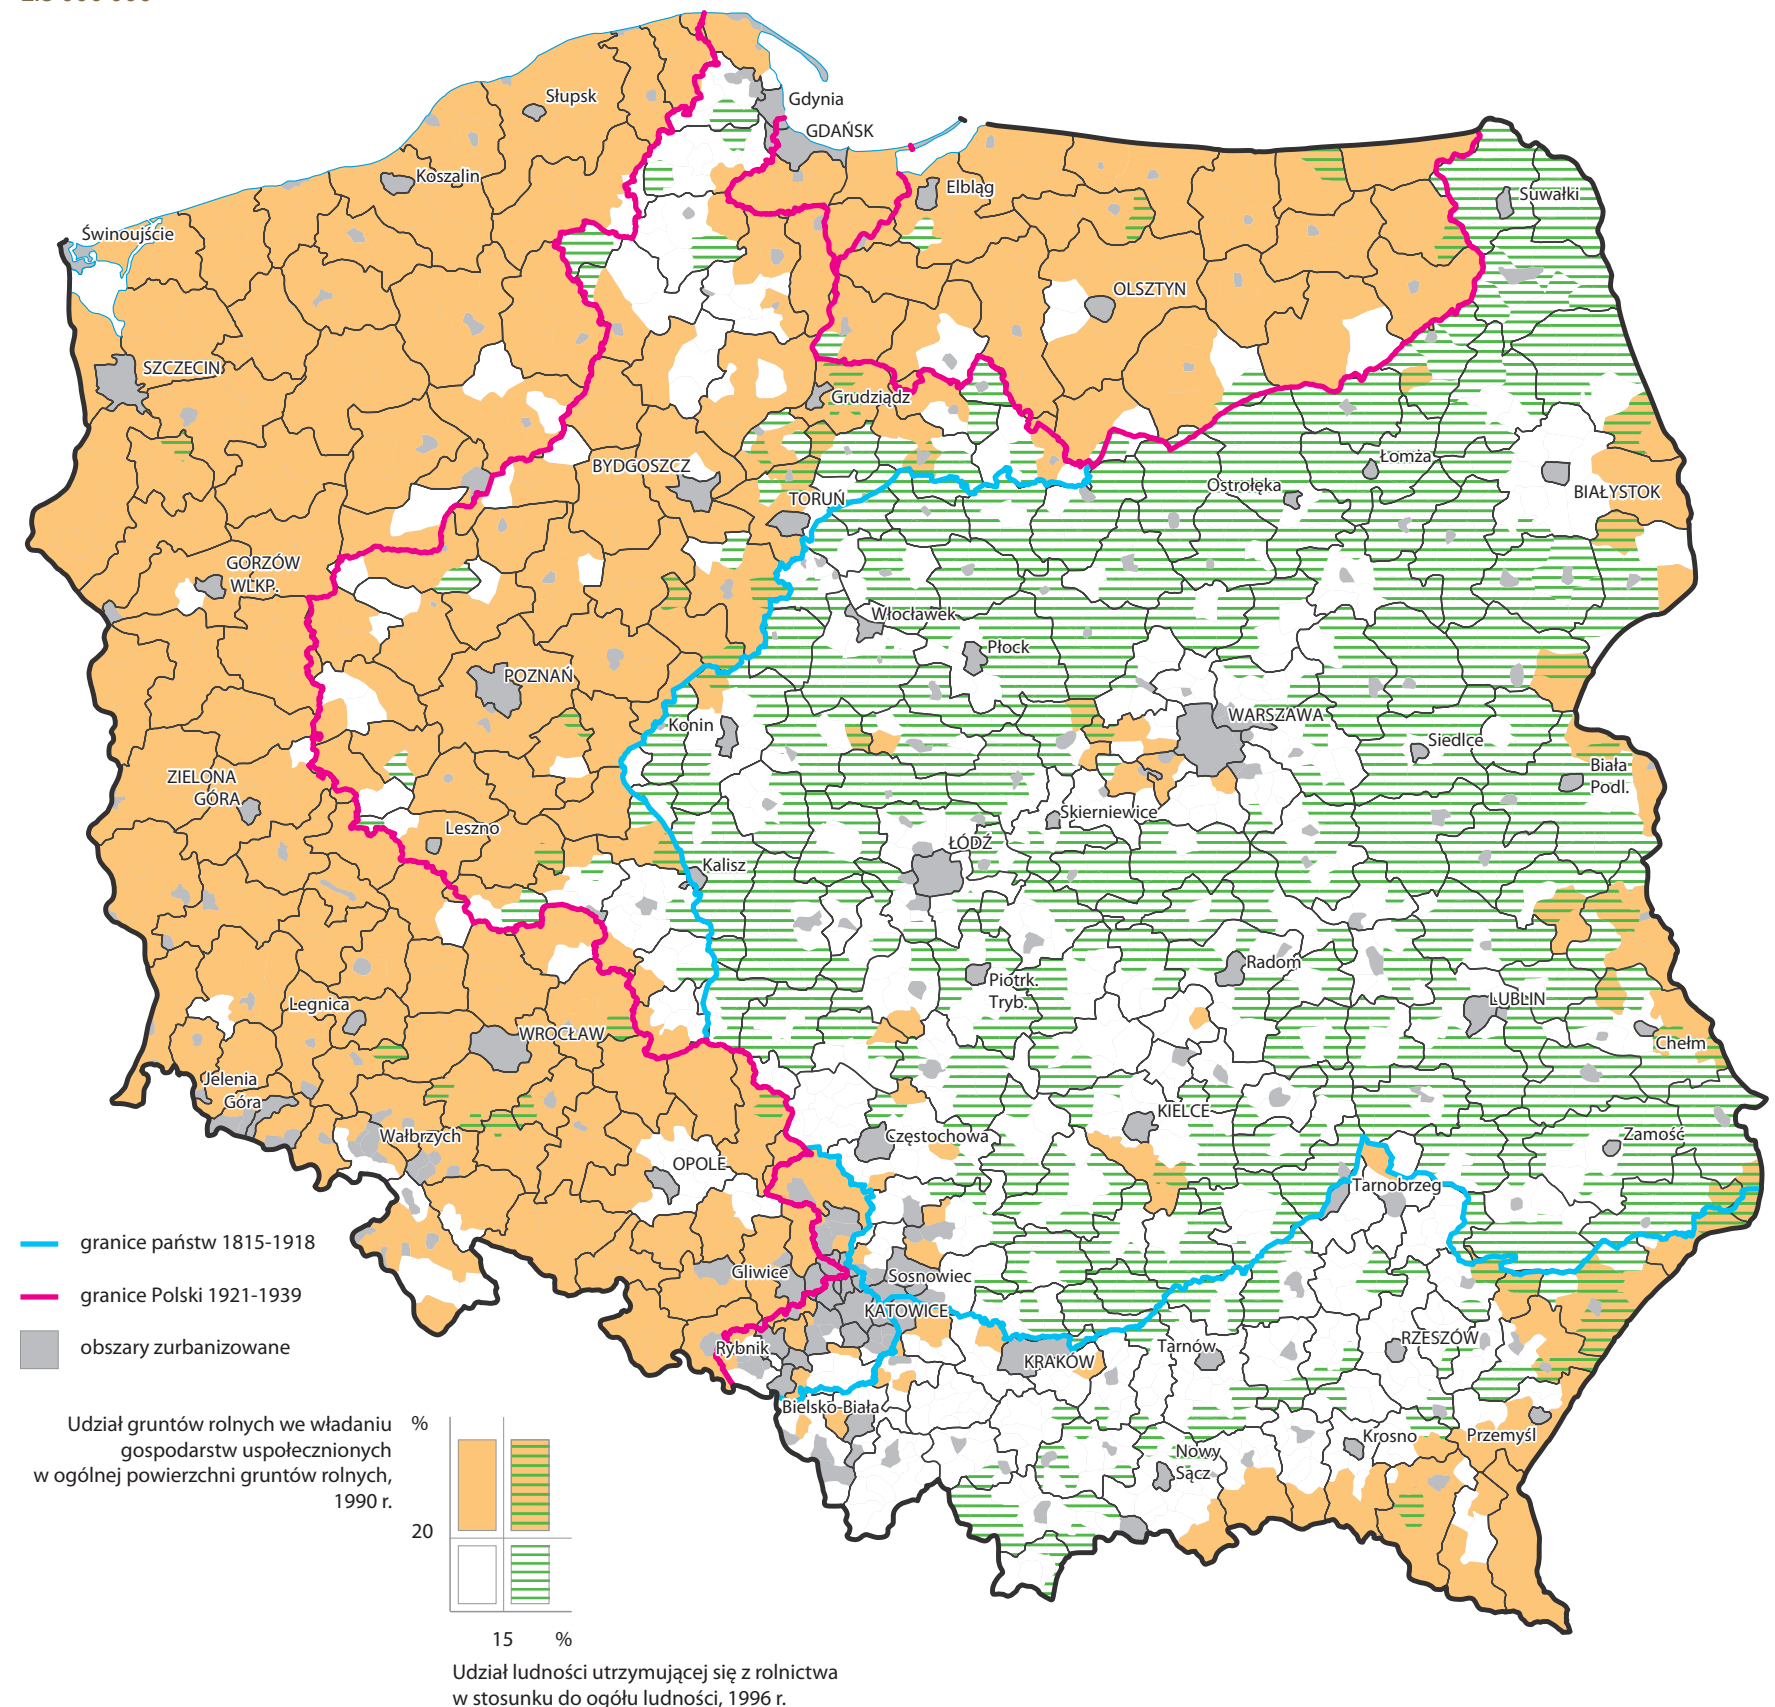 Gdynia
Słupsk
GDAŃSK
Koszalin
Elbląg
Suwałki
Świnoujście
OLSZTYN
SZCZECIN
Grudziądz
BYDGOSZCZ
Łomża
Ostrołęka
BIAŁYSTOK
TORUŃ
GORZÓW
WLKP.
Włocławek
Płock
POZNAŃ
Konin
WARSZAWA
Siedlce
ZIELONA
GÓRA
Biała
Podl.
Leszno
Skierniewice
ŁÓDŹ
Kalisz
Radom
Piotrk.
Tryb.
Legnica
LUBLIN
WROCŁAW
Chełm
Jelenia
Góra
KIELCE
Wałbrzych
Częstochowa
Zamość
OPOLE
Tarnobrzeg
granice państw 1815-1918
Gliwice
Sosnowiec
granice Polski 1921-1939
KATOWICE
obszary zurbanizowane
Rybnik
KRAKÓW
Tarnów
RZESZÓW
Bielsko-Biała
Krosno
Przemyśl
Nowy
Sącz
Udział gruntów rolnych we władaniu
gospodarstw uspołecznionych
w ogólnej powierzchni gruntów rolnych,
1990 r.
%
20
15 %
Udział ludności utrzymującej się z rolnictwa
w stosunku do ogółu ludności, 1996 r.